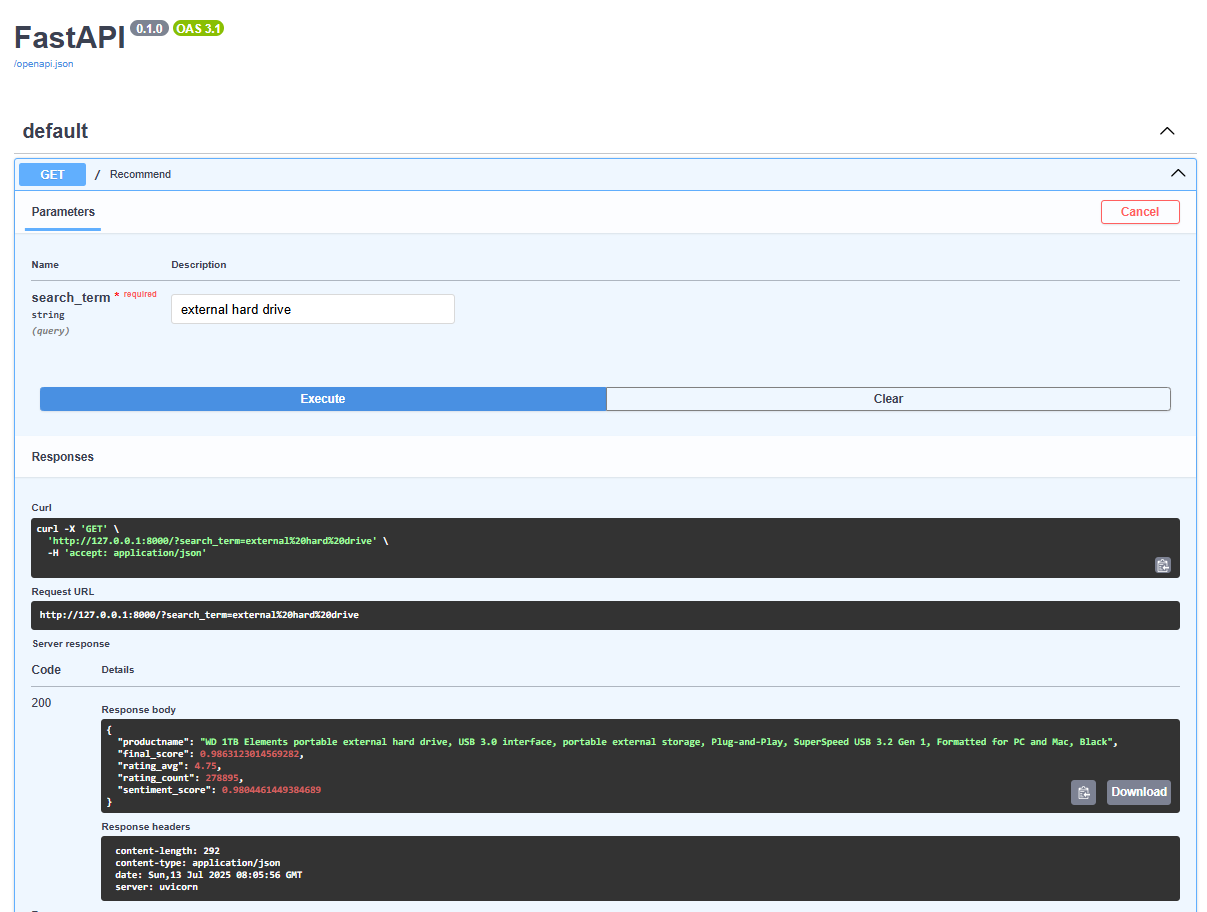 FastAPI 0.1.0 OAS 3.1
/openapi.json
default
GET / Recommend
Parameters
Cancel
Name Description
search_term * required
string
(query)
external hard drive
Execute Clear
Responses
Curl
curl -X 'GET' \
'http://127.0.0.1:8000/?search_term=external%20hard%20drive' \
-H 'accept: application/json'
Request URL
http://127.0.0.1:8000/?search_term=external%20hard%20drive
Server response
Code Details
200
Response body
{
"productname": "WD 1TB Elements portable external hard drive, USB 3.0 interface, portable external storage, Plug-and-Play, SuperSpeed USB 3.2 Gen 1, Formatted for PC and Mac, Black",
"final_score": 0.9863123014569282,
"rating_avg": 4.75,
"rating_count": 278895,
"sentiment_score": 0.9804461449384689
}
Download
Response headers
content-length: 292
content-type: application/json
date: Sun,13 Jul 2025 08:05:56 GMT
server: uvicorn